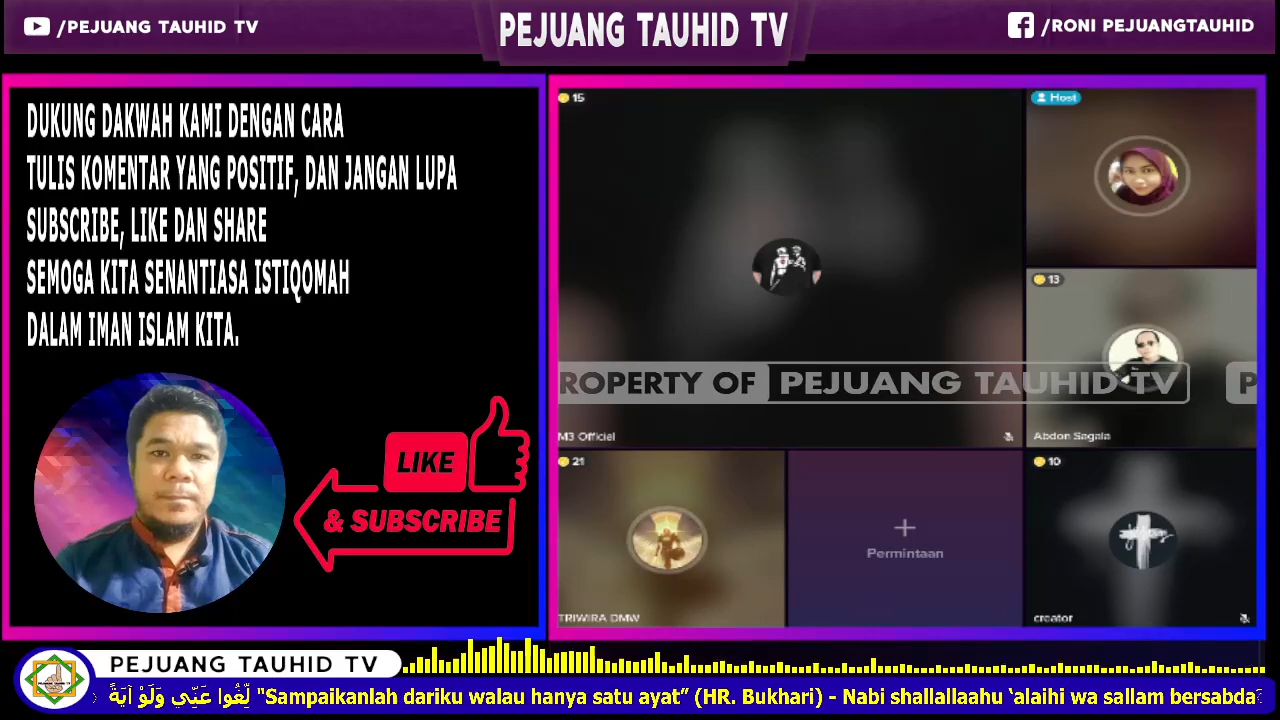 /PEJUANG TAUHID TV
PEJUANG TAUHID TV
/RONI PEJUANGTAUHID
DUKUNG DAKWAH KAMI DENGAN CARA
TULIS KOMENTAR YANG POSITIF, DAN JANGAN LUPA
SUBSCRIBE, LIKE DAN SHARE
SEMOGA KITA SENANTIASA ISTIQOMAH
DALAM IMAN ISLAM KITA.
LIKE
& SUBSCRIBE
15
Host
13
ROPERTY OF PEJUANG TAUHID TV P
M3 Official
Abdon Sagala
21
10
Permintaan
TRIWIRA DMW
creator
PEJUANG TAUHID TV
لِّغُوا عَنِّي وَلَوْ آيَةً "Sampaikanlah dariku walau hanya satu ayat” (HR. Bukhari) - Nabi shallallaahu ‘alaihi wa sallam bersabda